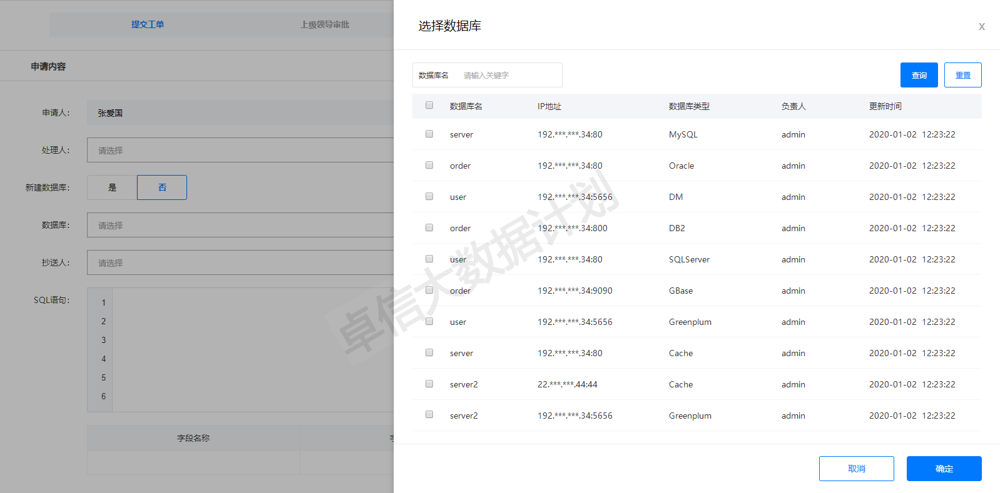 提交工单 上级领导审批
申请内容
申请人： 张爱国
处理人： 请选择
新建数据库： 是 否
数据库： 请选择
抄送人： 请选择
SQL语句：
1
2
3
4
5
6
字段名称
选择数据库 X
数据库名 请输入关键字 查询 重置
数据库名 IP地址 数据库类型 负责人 更新时间
server 192.***.***.34:80 MySQL admin 2020-01-02 12:23:22
order 192.***.***.34:80 Oracle admin 2020-01-02 12:23:22
user 192.***.***.34:5656 DM admin 2020-01-02 12:23:22
order 192.***.***.34:800 DB2 admin 2020-01-02 12:23:22
user 192.***.***.34:80 SQLServer admin 2020-01-02 12:23:22
order 192.***.***.34:9090 GBase admin 2020-01-02 12:23:22
user 192.***.***.34:5656 Greenplum admin 2020-01-02 12:23:22
server 192.***.***.34:80 Cache admin 2020-01-02 12:23:22
server2 22.***.***.44:44 Cache admin 2020-01-02 12:23:22
server2 192.***.***.34:5656 Greenplum admin 2020-01-02 12:23:22
取消 确定
卓信大数据计划